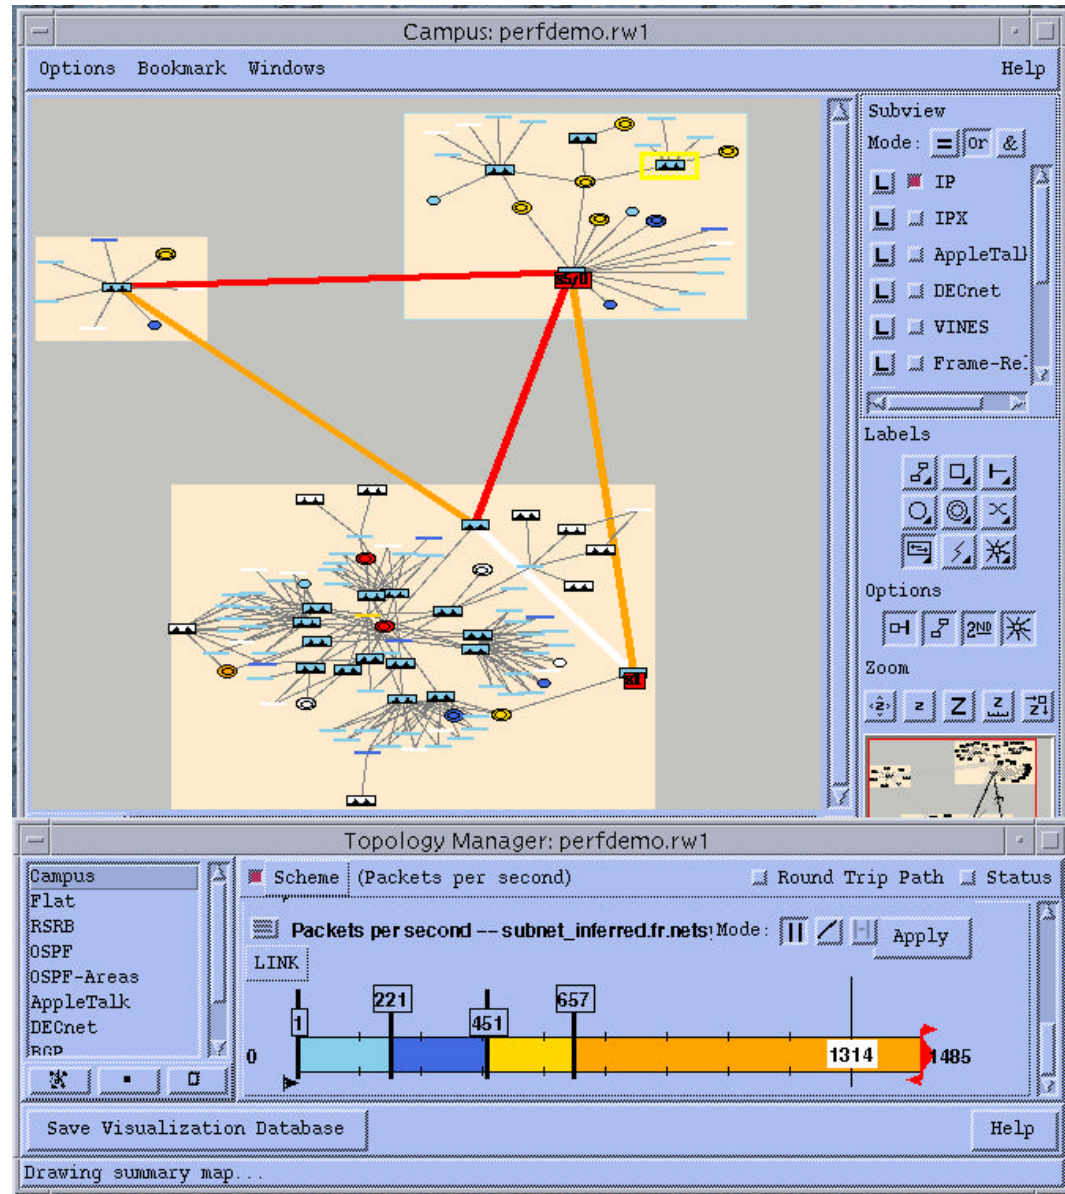 Campus: perfdemo.rw1
Options Bookmark Windows Help
Subview
Mode: = Or &
L IP
L IPX
L AppleTalk
L DECnet
L VINES
L Frame-Re
Labels
Options
2ND
Zoom
z z Z z z
s1
Topology Manager: perfdemo.rw1
Campus
Flat
RSRB
OSPF
OSPF-Areas
AppleTalk
DECnet
BGP
Scheme (Packets per second) Round Trip Path Status
Packets per second -- subnet_inferred.fr.nets Mode: Apply
LINK
221 657
1 451
0 1314 1485
Save Visualization Database Help
Drawing summary map...